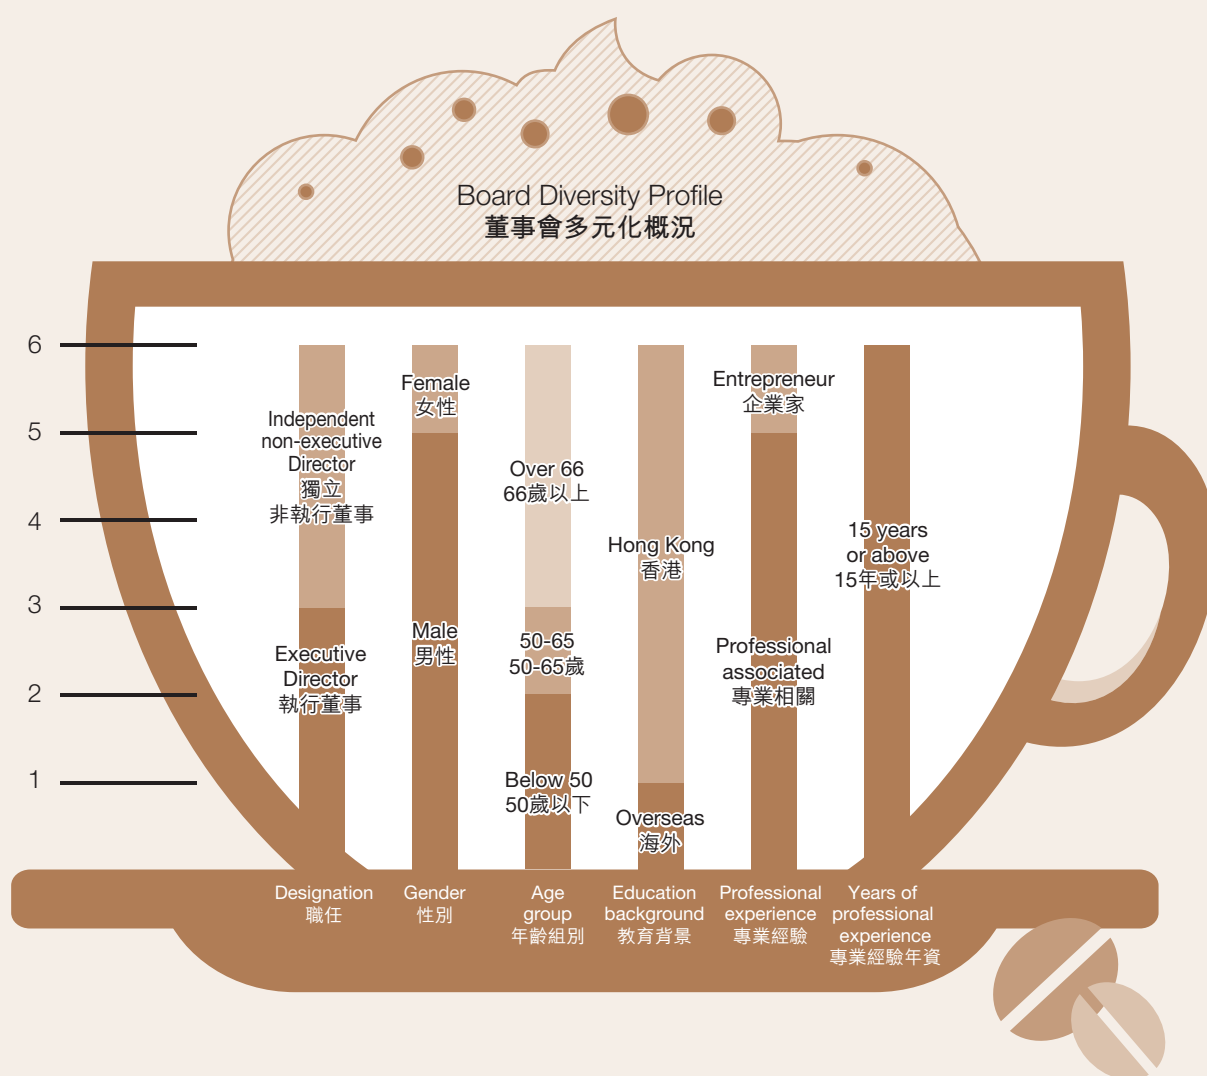 Board Diversity Profile
董事會多元化概況
6
5
4
3
2
1
Independent
non-executive
Director
獨立
非執行董事
Executive
Director
執行董事
Female
女性
Male
男性
Over 66
66歲以上
50-65
50-65歲
Below 50
50歲以下
Hong Kong
香港
Overseas
海外
Entrepreneur
企業家
Professional
associated
專業相關
15 years
or above
15年或以上
Designation
職任
Gender
性別
Age
group
年齡組別
Education
background
教育背景
Professional
experience
專業經驗
Years of
professional
experience
專業經驗年資